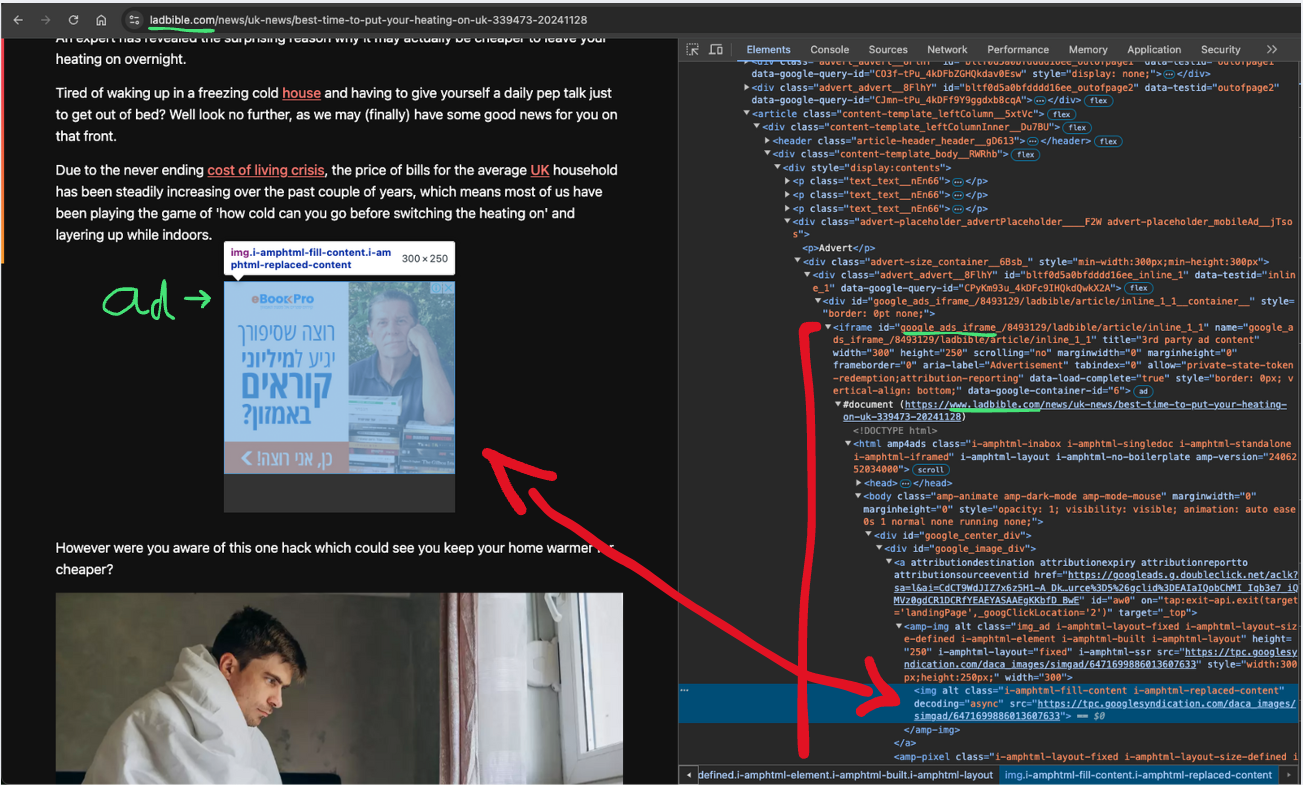 ladbible.com/news/uk-news/best-time-to-put-your-heating-on-uk-339473-20241128
An expert has revealed the surprising reason why it may actually be cheaper to leave your
heating on overnight.
Tired of waking up in a freezing cold house and having to give yourself a daily pep talk just
to get out of bed? Well look no further, as we may (finally) have some good news for you on
that front.
Due to the never ending cost of living crisis, the price of bills for the average UK household
has been steadily increasing over the past couple of years, which means most of us have
been playing the game of 'how cold can you go before switching the heating on' and
layering up while indoors.
img.i-amphtml-fill-content.i-am
phtml-replaced-content
300 × 250
ad →
eBookPro
רוצה שסיפורך
יגיע למיליוני
קוראים
באמזון?
כן, אני רוצה! >
However were you aware of this one hack which could see you keep your home warmer for
cheaper?
Elements Console Sources Network Performance Memory Application Security
data-google-query-id="CO3f-tPu_4kDFbZGHQkdav0Esw" style="display: none;">⋯</div>
<div class="advert_advert__8FlhY" id="bltf0d5a0bfdddd16ee_outofpage2" data-testid="outofpage2"
data-google-query-id="CJmn-tPu_4kDFf9Y9ggdxb8cqA">⋯</div> flex
<article class="content-template_leftColumn__5xtVc"> flex
<div class="content-template_leftColumnInner__Du7BU"> flex
<header class="article-header_header__gD613">⋯</header> flex
<div class="content-template_body__RWRhb"> flex
<div style="display:contents">
<p class="text_text__nEn66">⋯</p>
<p class="text_text__nEn66">⋯</p>
<p class="text_text__nEn66">⋯</p>
<div class="advert-placeholder_advertPlaceholder____F2W advert-placeholder_mobileAd__jTso
s">
<p>Advert</p>
<div class="advert-size_container__6Bsb_" style="min-width:300px;min-height:300px">
<div class="advert_advert__8FlhY" id="bltf0d5a0bfdddd16ee_inline_1" data-testid="inlin
e_1" data-google-query-id="CPyKm93u_4kDFc9IHQkdQwkX2A"> flex
<div id="google_ads_iframe_/8493129/ladbible/article/inline_1_1__container__" style=
"border: 0pt none;">
<iframe id="google_ads_iframe_/8493129/ladbible/article/inline_1_1" name="google_a
ds_iframe_/8493129/ladbible/article/inline_1_1" title="3rd party ad content"
width="300" height="250" scrolling="no" marginwidth="0" marginheight="0"
frameborder="0" aria-label="Advertisement" tabindex="0" allow="private-state-token
-redemption;attribution-reporting" data-load-complete="true" style="border: 0px; v
ertical-align: bottom;" data-google-container-id="6"> ad
#document (https://www.ladbible.com/news/uk-news/best-time-to-put-your-heating-
on-uk-339473-20241128)
<!DOCTYPE html>
<html amp4ads class="i-amphtml-inabox i-amphtml-singledoc i-amphtml-standalone
i-amphtml-iframed" i-amphtml-layout i-amphtml-no-boilerplate amp-version="2406
252034000"> scroll
<head>⋯</head>
<body class="amp-animate amp-dark-mode amp-mode-mouse" marginwidth="0"
marginheight="0" style="opacity: 1; visibility: visible; animation: auto ease
0s 1 normal none running none;">
<div id="google_center_div">
<div id="google_image_div">
<a attributiondestination attributionexpiry attributionreportto
attributionsourceeventid href="https://googleads.g.doubleclick.net/aclk?
sa=l&ai=CdCT9WdJIZ7x6z5H1-A_Dk…urce%3D5%26gclid%3DEAIaIQobChMI_Iqb3e7_iQ
MVz0gdCR1DCRfYEAEYASAAEgKKbfD_BwE" id="aw0" on="tap:exit-api.exit(target
='landingPage',_googClickLocation='2')" target="_top">
<amp-img alt class="img_ad i-amphtml-layout-fixed i-amphtml-layout-siz
e-defined i-amphtml-element i-amphtml-built i-amphtml-layout" height=
"250" i-amphtml-layout="fixed" i-amphtml-ssr src="https://tpc.googlesy
ndication.com/daca_images/simgad/6471699886013607633" style="width:300
px;height:250px;" width="300">
<img alt class="i-amphtml-fill-content i-amphtml-replaced-content"
decoding="async" src="https://tpc.googlesyndication.com/daca_images/
simgad/6471699886013607633"> == $0
</amp-img>
</a>
<amp-pixel class="i-amphtml-layout-fixed i-amphtml-layout-size-defined i
defined.i-amphtml-element.i-amphtml-built.i-amphtml-layout img.i-amphtml-fill-content.i-amphtml-replaced-content